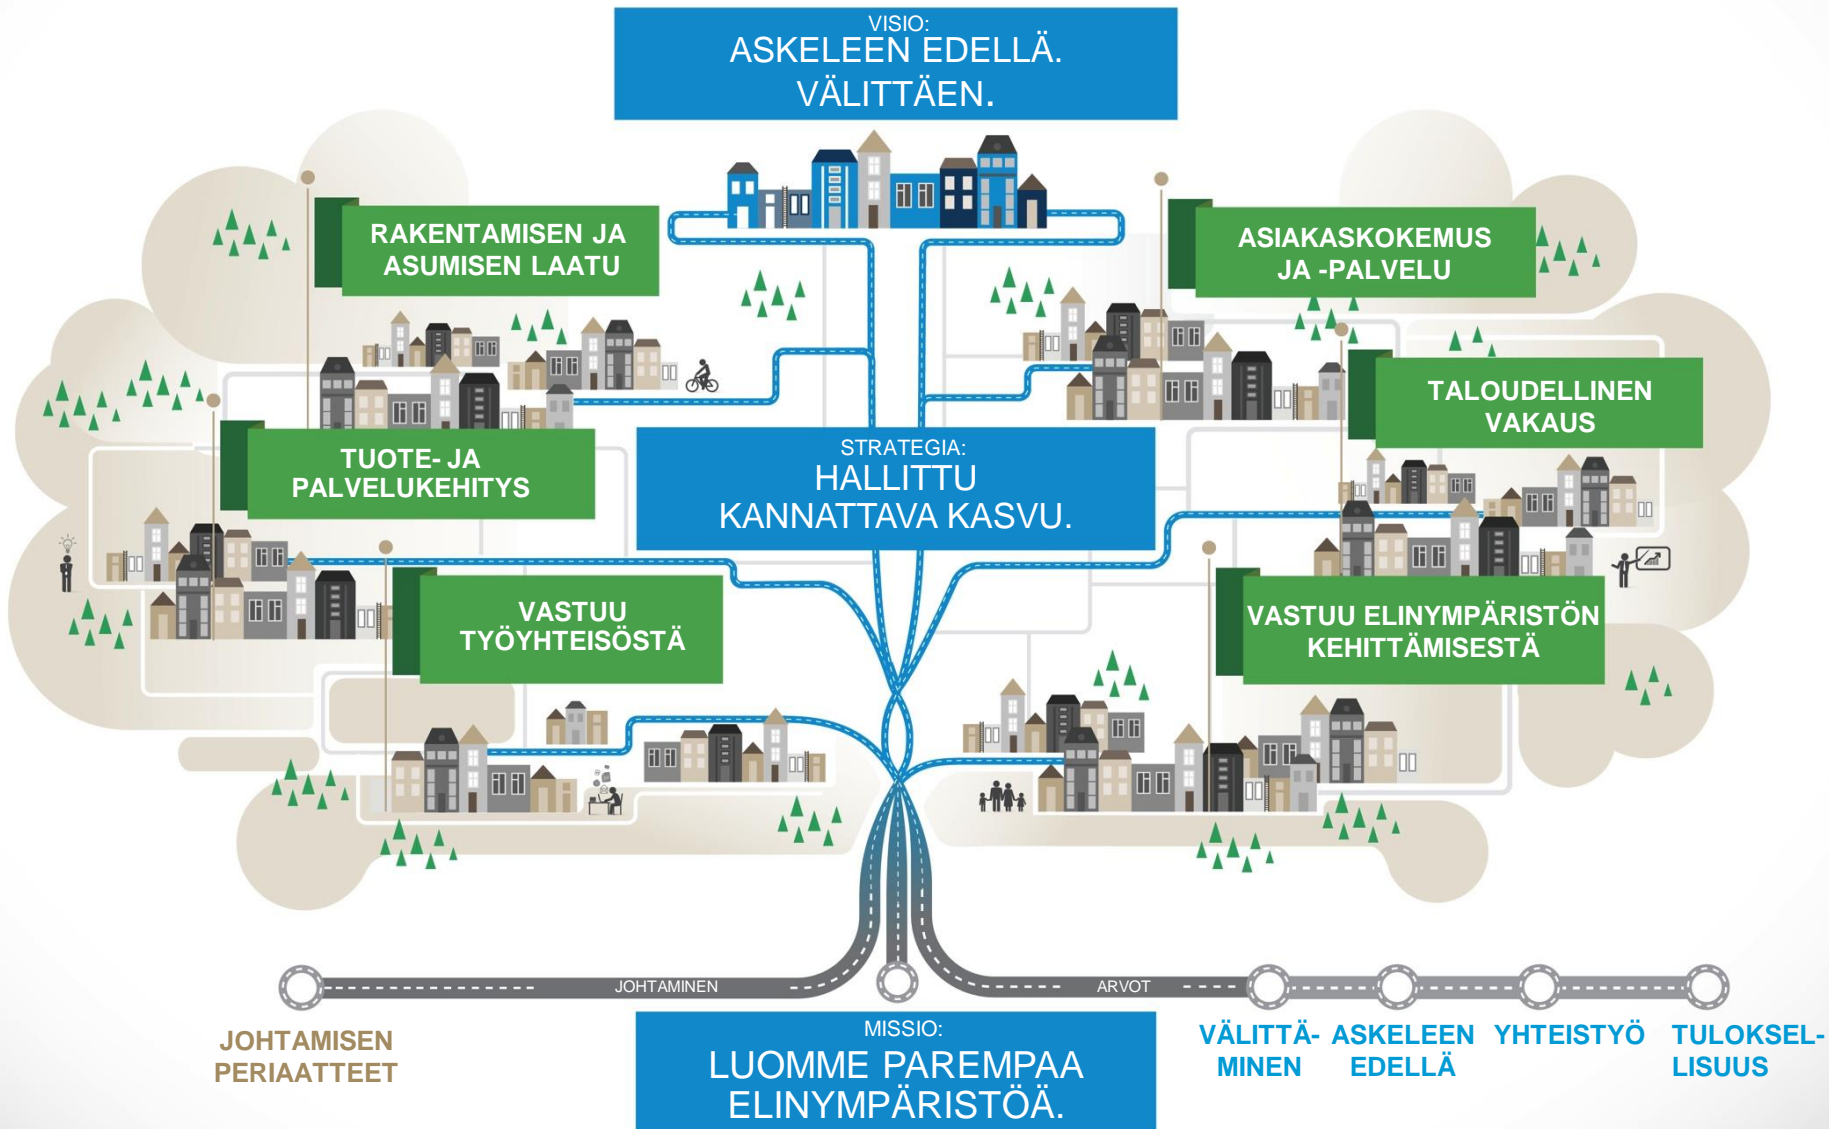 VISIO:
ASKELEEN EDELLÄ.
VÄLITTÄEN.
RAKENTAMISEN JA
ASUMISEN LAATU
ASIAKASKOKEMUS
JA -PALVELU
TALOUDELLINEN
VAKAUS
TUOTE- JA
PALVELUKEHITYS
STRATEGIA:
HALLITTU
KANNATTAVA KASVU.
VASTUU
TYÖYHTEISÖSTÄ
VASTUU ELINYMPÄRISTÖN
KEHITTÄMISESTÄ
JOHTAMINEN
ARVOT
JOHTAMISEN
PERIAATTEET
MISSIO:
LUOMME PAREMPAA
ELINYMPÄRISTÖÄ.
VÄLITTÄ-
MINEN
ASKELEEN
EDELLÄ
YHTEISTYÖ
TULOKSEL-
LISUUS